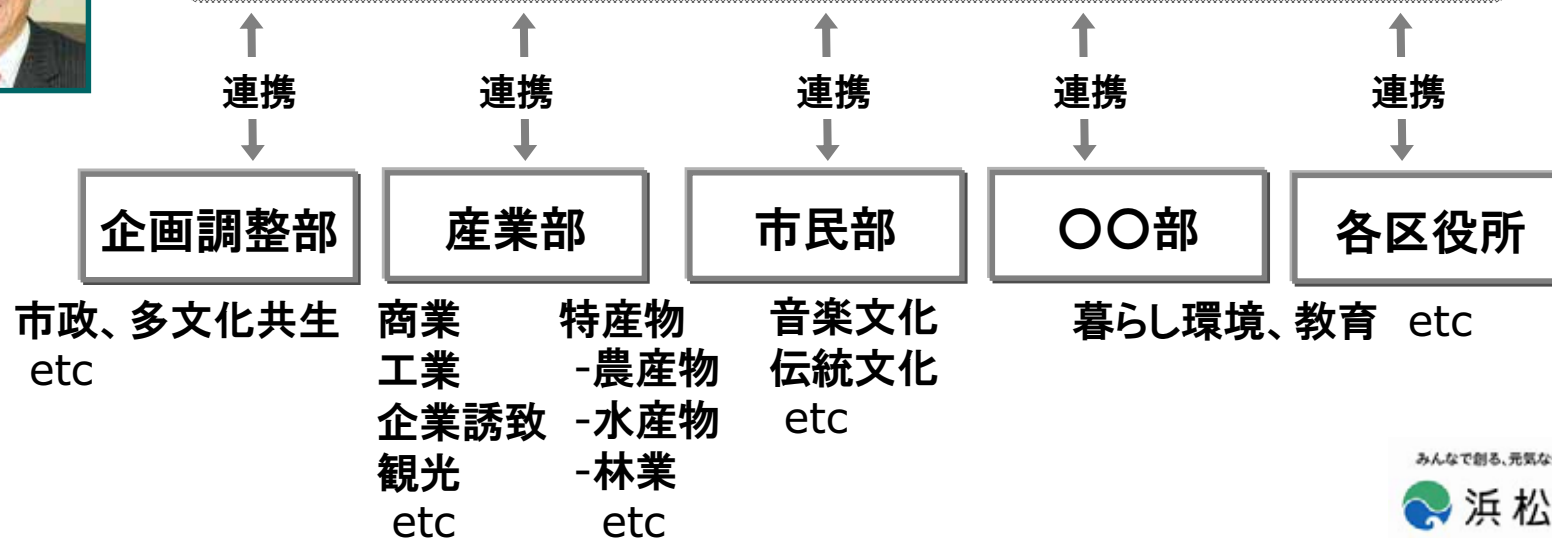 連携 連携 連携 連携 連携
企画調整部 産業部 市民部 〇〇部 各区役所
市政、多文化共生
etc
商業 特産物
工業 -農産物
企業誘致 -水産物
観光 -林業
etc etc
音楽文化
伝統文化
etc
暮らし環境、教育 etc
みんなで創る、元気な
浜松